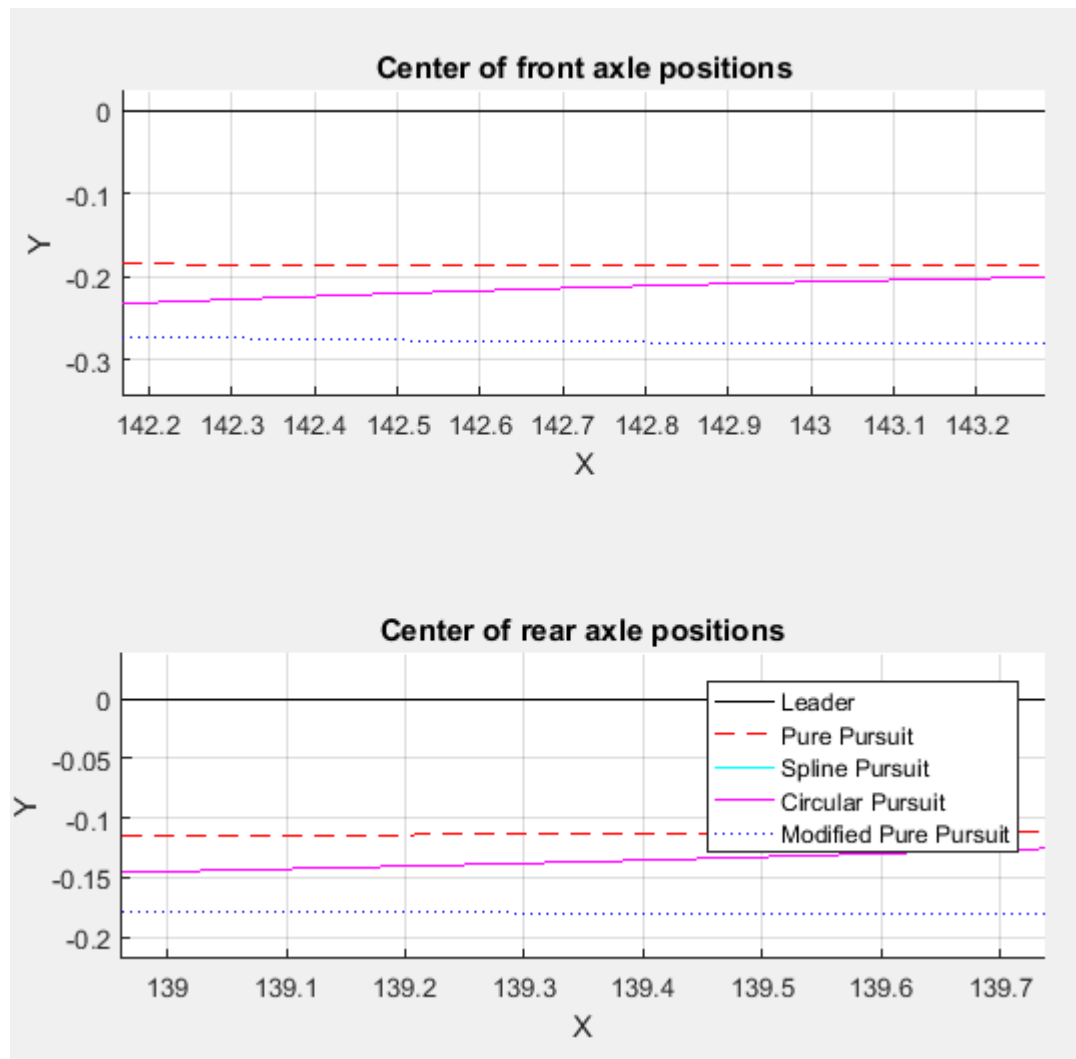 Center of front axle positions
0
-0.1
-0.2
-0.3
Y
142.2 142.3 142.4 142.5 142.6 142.7 142.8 142.9 143 143.1 143.2
X
Center of rear axle positions
0
-0.05
-0.1
-0.15
-0.2
Y
Leader
Pure Pursuit
Spline Pursuit
Circular Pursuit
Modified Pure Pursuit
139 139.1 139.2 139.3 139.4 139.5 139.6 139.7
X